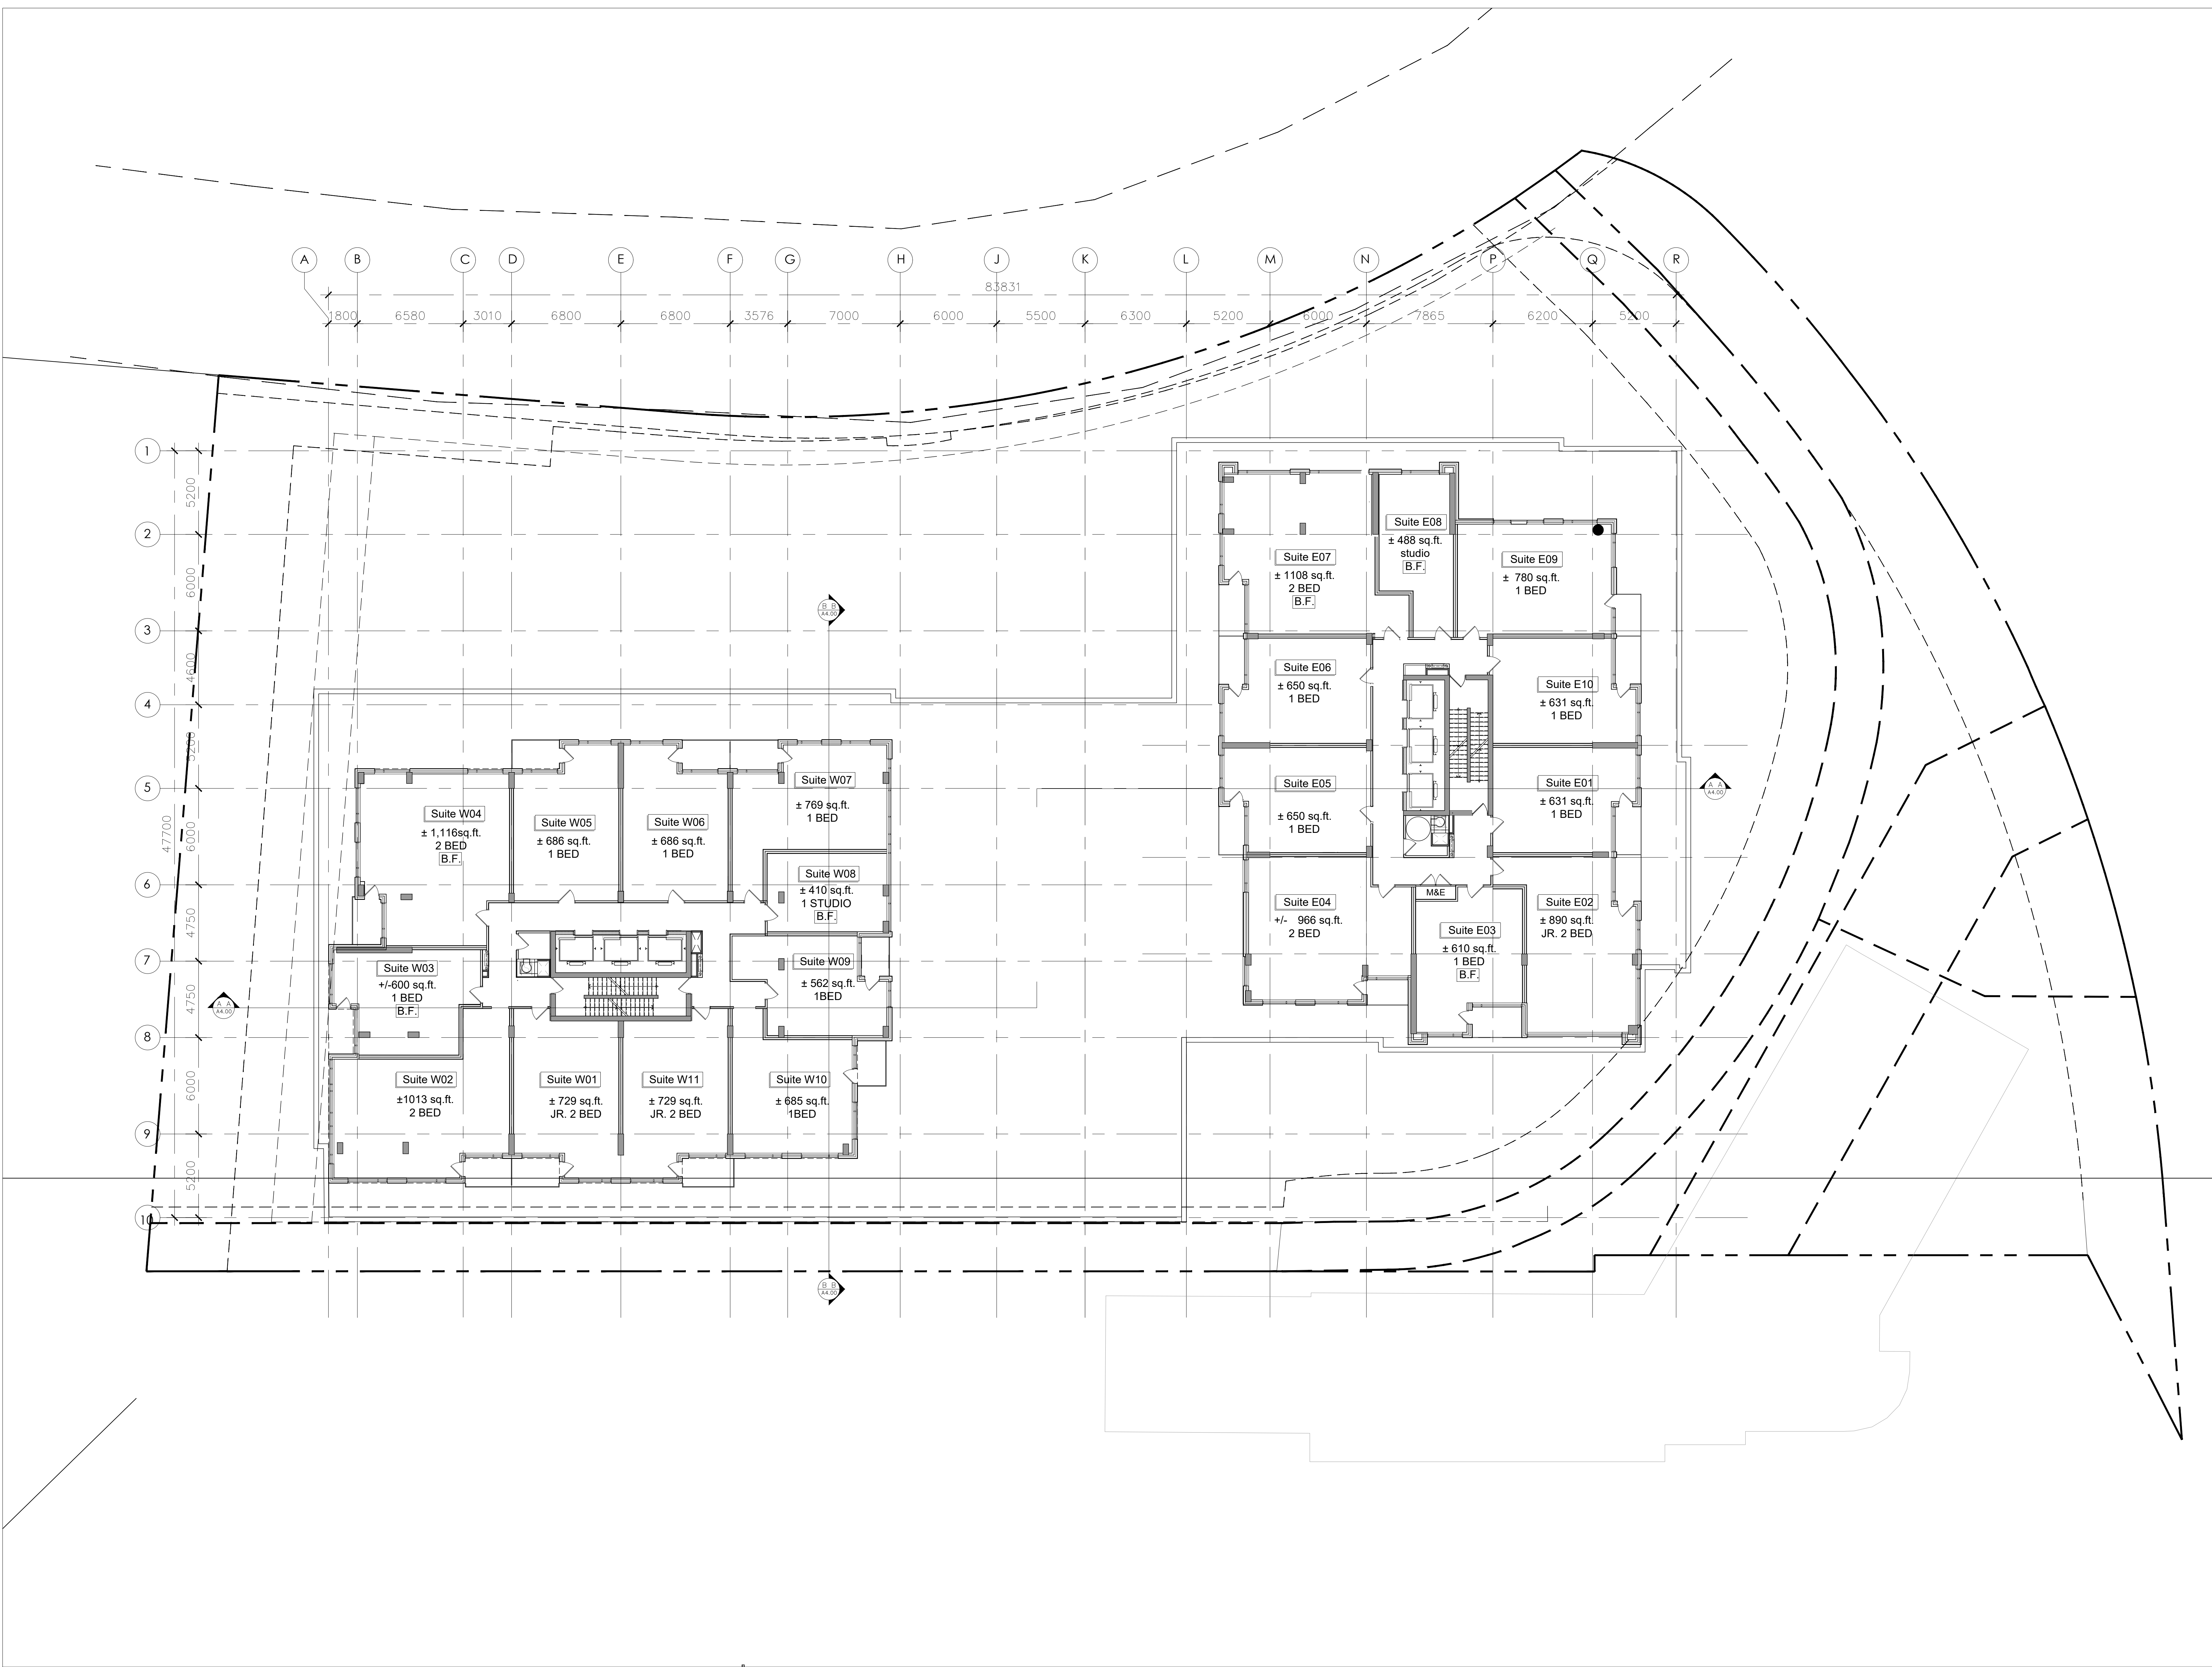 A B C D E F G H J K L M N P Q R
83831
1800 6580 3010 6800 6800 3576 7000 6000 5500 6300 5200 6000 7865 6200 5200
1
5200
2
6000
3
4600
4
5200
5
47700
6000
6
4750
7
4750
8
6000
9
5200
10
B B
A4.00
A A
A4.00
A A
A4.00
B B
A4.00
Suite W04
± 1,116sq.ft.
2 BED
B.F.
Suite W05
± 686 sq.ft.
1 BED
Suite W06
± 686 sq.ft.
1 BED
Suite W07
± 769 sq.ft.
1 BED
Suite W08
± 410 sq.ft.
1 STUDIO
B.F.
Suite W03
+/-600 sq.ft.
1 BED
B.F.
Suite W09
± 562 sq.ft.
1BED
Suite W02
±1013 sq.ft.
2 BED
Suite W01
± 729 sq.ft.
JR. 2 BED
Suite W11
± 729 sq.ft.
JR. 2 BED
Suite W10
± 685 sq.ft.
1BED
Suite E07
± 1108 sq.ft.
2 BED
B.F.
Suite E08
± 488 sq.ft.
studio
B.F.
Suite E09
± 780 sq.ft.
1 BED
Suite E06
± 650 sq.ft.
1 BED
Suite E10
± 631 sq.ft.
1 BED
Suite E05
± 650 sq.ft.
1 BED
Suite E01
± 631 sq.ft.
1 BED
Suite E04
+/- 966 sq.ft.
2 BED
M&E
Suite E03
± 610 sq.ft.
1 BED
B.F.
Suite E02
± 890 sq.ft.
JR. 2 BED